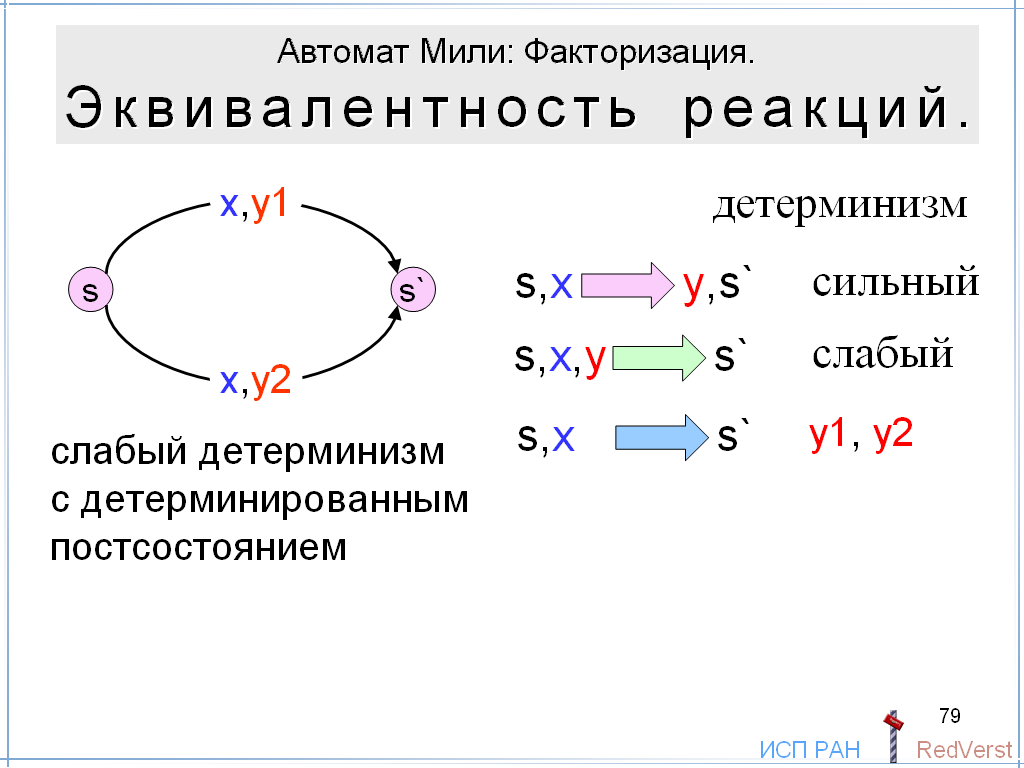 Автомат Мили: Факторизация.
Эквивалентность реакций.
x,y1
s
s`
x,y2
слабый детерминизм
с детерминированным
постсостоянием
детерминизм
s,x y,s` сильный
s,x,y s` слабый
s,x s` y1, y2
79
ИСП РАН RedVerst